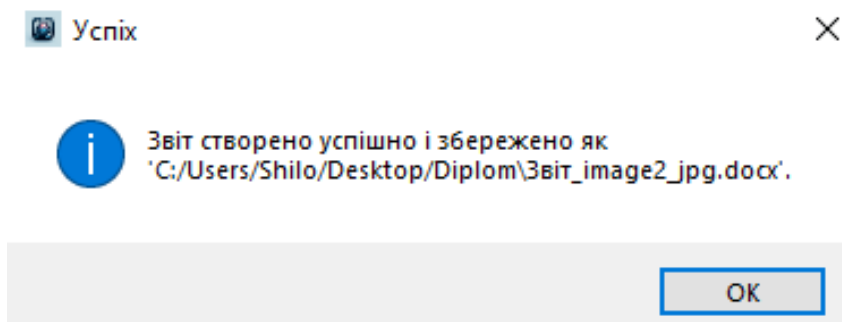 Успіх
Звіт створено успішно і збережено як
'C:/Users/Shilo/Desktop/Diplom\Звіт_image2_jpg.docx'.
OK